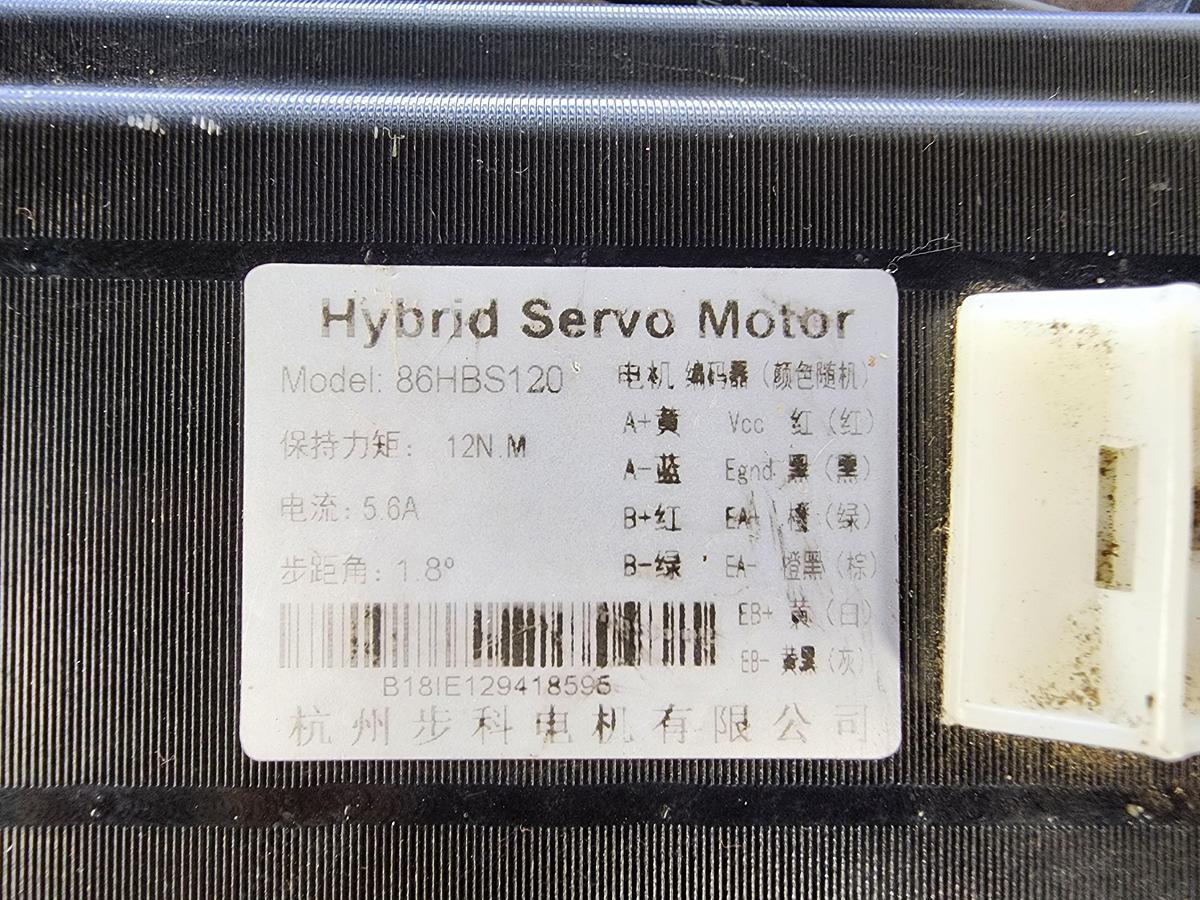 Hybrid Servo Motor
Model: 86HBS120
保持力矩： 12N.M
电流: 5.6A
步距角: 1.8°
电机 编码器（颜色随机）
A+黄 Vcc 红（红）
A-蓝 Egnd 黑（黑）
B+红 EA+ 橙（绿）
B-绿 EA- 橙黑（棕）
EB+ 黄（白）
EB- 黄黑（灰）
B18IE129418595
杭州步科电机有限公司